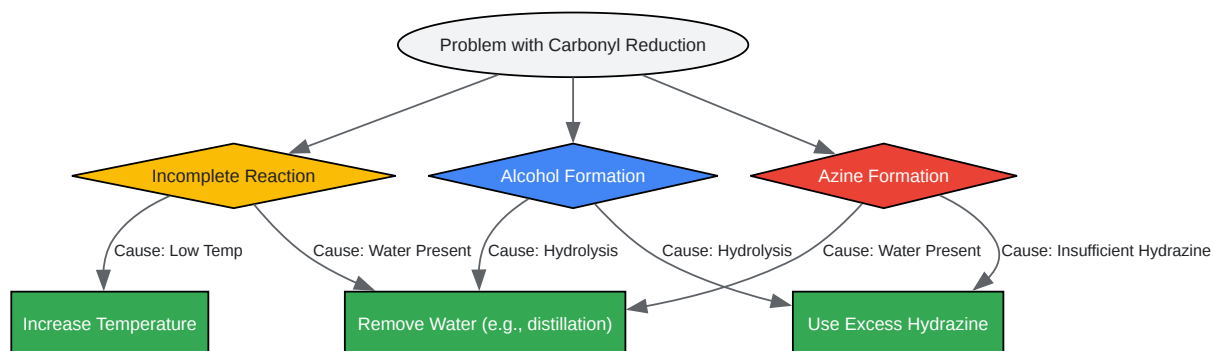 Problem with Carbonyl Reduction
Incomplete Reaction
Alcohol Formation
Azine Formation
Cause: Low Temp
Cause: Water Present
Cause: Hydrolysis
Cause: Hydrolysis
Cause: Water Present
Cause: Insufficient Hydrazine
Increase Temperature
Remove Water (e.g., distillation)
Use Excess Hydrazine